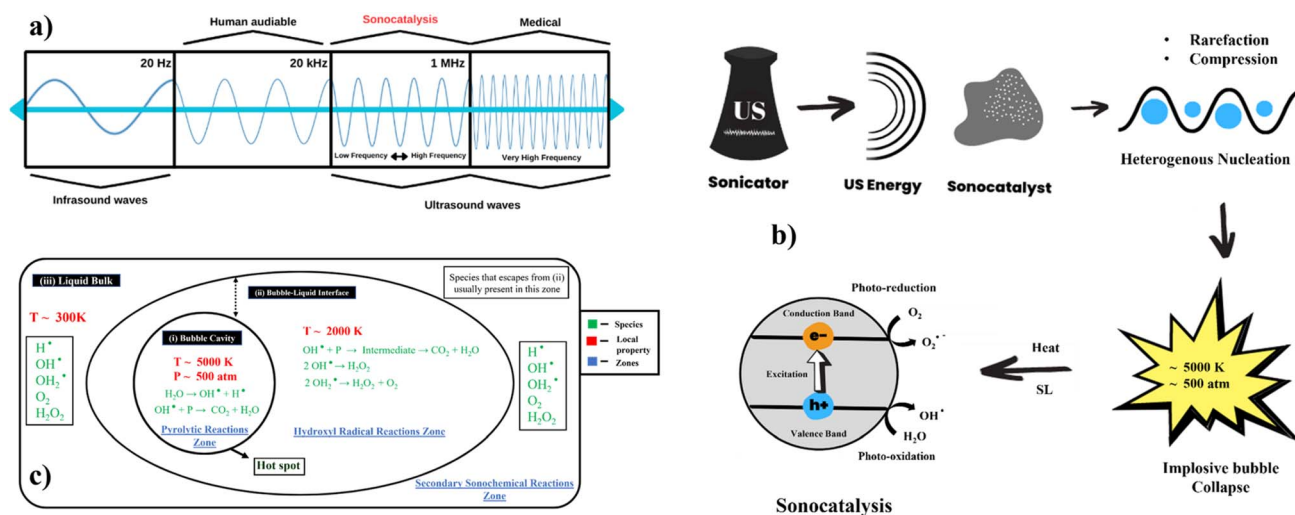 a)
Human audiable
Sonocatalysis
Medical
20 Hz
20 kHz
1 MHz
Low Frequency
High Frequency
Very High Frequency
Infrasound waves
Ultrasound waves
b)
US
Sonicator
US Energy
Sonocatalyst
• Rarefaction
• Compression
Heterogenous Nucleation
~ 5000 K
~ 500 atm
Implosive bubble
Collapse
Heat
SL
Photo-reduction
Conduction Band
e-
O₂
O₂•⁻
Excitation
h+
OH•
H₂O
Valence Band
Photo-oxidation
Sonocatalysis
c)
(iii) Liquid Bulk
T ~ 300K
H•
OH•
OH₂•
O₂
H₂O₂
(ii) Bubble-Liquid Interface
Species that escapes from (ii)
usually present in this zone
(i) Bubble Cavity
T ~ 5000 K
P ~ 500 atm
H₂O → OH• + H•
OH• + P → CO₂ + H₂O
Pyrolytic Reactions
Zone
Hot spot
T ~ 2000 K
OH• + P → Intermediate → CO₂ + H₂O
2 OH• → H₂O₂
2 OH₂• → H₂O₂ + O₂
Hydroxyl Radical Reactions Zone
H•
OH•
OH₂•
O₂
H₂O₂
Secondary Sonochemical Reactions
Zone
– Species
– Local
property
– Zones